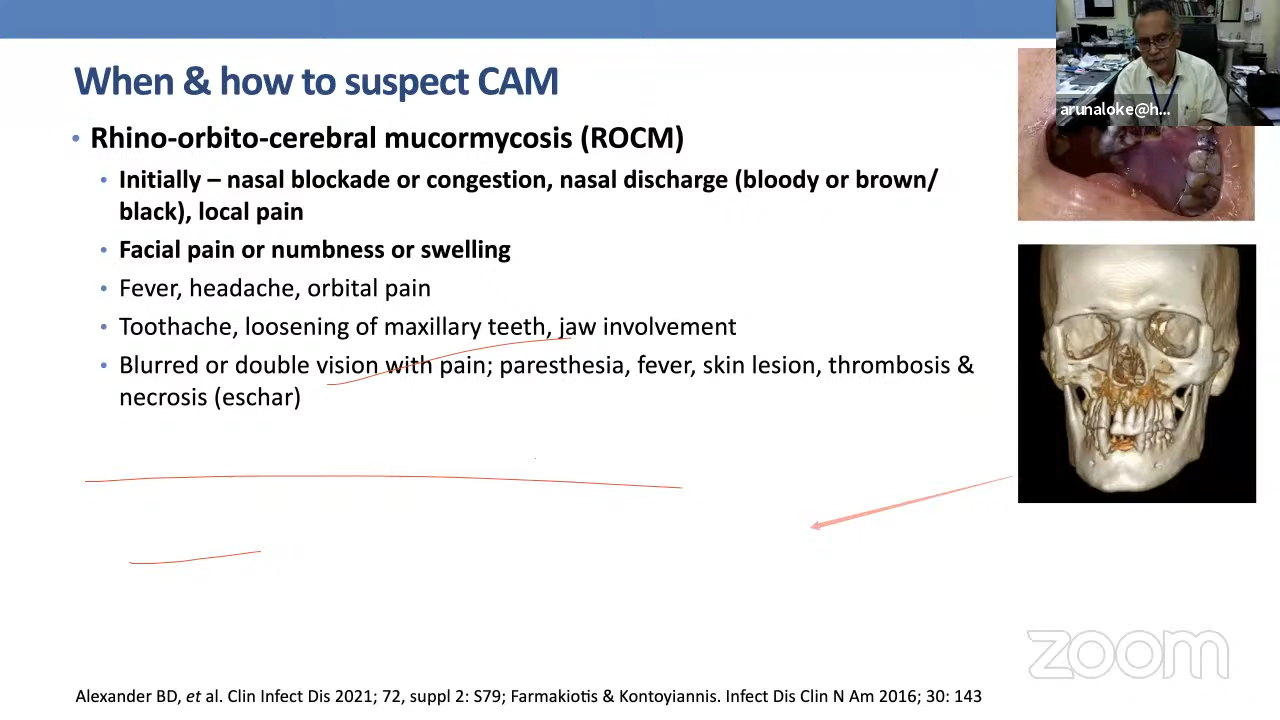 When & how to suspect CAM
arunaloke@h...
• Rhino-orbito-cerebral mucormycosis (ROCM)
• Initially – nasal blockade or congestion, nasal discharge (bloody or brown/
black), local pain
• Facial pain or numbness or swelling
• Fever, headache, orbital pain
• Toothache, loosening of maxillary teeth, jaw involvement
• Blurred or double vision with pain; paresthesia, fever, skin lesion, thrombosis &
necrosis (eschar)
zoom
Alexander BD, et al. Clin Infect Dis 2021; 72, suppl 2: S79; Farmakiotis & Kontoyiannis. Infect Dis Clin N Am 2016; 30: 143